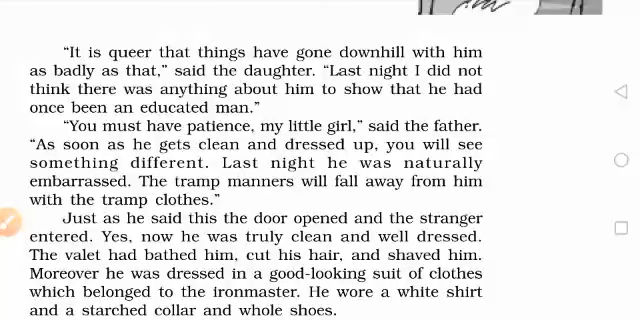 “It is queer that things have gone downhill with him
as badly as that,” said the daughter. “Last night I did not
think there was anything about him to show that he had
once been an educated man.”
“You must have patience, my little girl,” said the father.
“As soon as he gets clean and dressed up, you will see
something different. Last night he was naturally
embarrassed. The tramp manners will fall away from him
with the tramp clothes.”
Just as he said this the door opened and the stranger
entered. Yes, now he was truly clean and well dressed.
The valet had bathed him, cut his hair, and shaved him.
Moreover he was dressed in a good-looking suit of clothes
which belonged to the ironmaster. He wore a white shirt
and a starched collar and whole shoes.